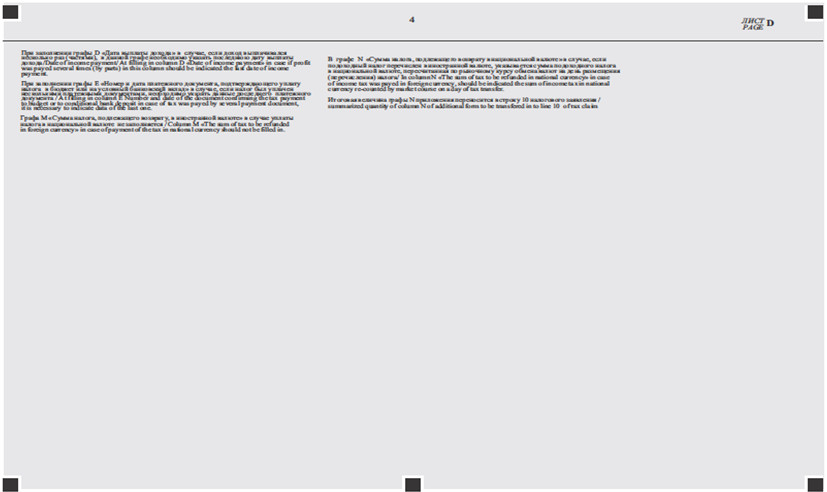 4
ЛИСТ D
PAGE
При заполнении графы D «Дата выплаты дохода» в случае, если доход выплачивался
несколько раз (частями), в данной графе необходимо указать последнюю дату выплаты
дохода/Date of income payment/ At filling in column D «Date of income payment» in case if profit
was payed several times (by parts) in this column should be indicated the last date of income
payment.
При заполнении графы E «Номер и дата платежного документа, подтверждающего уплату
налога в бюджет или на условный банковский вклад» в случае, если налог был уплачен
несколькими платежными документами, необходимо указать данные последнего платежного
документа / At filling in column E Number and date of the document confirming the tax payment
to budget or to conditional bank deposit in case of tax was payed by several payment document,
it is necessary to indicate data of the last one.
Графа M «Сумма налога, подлежащего возврату, в иностранной валюте» в случае уплаты
налога в национальной валюте не заполняется / Column M «The sum of tax to be refunded
in foreign currency» in case of payment of the tax in national currency should not be filled in.
В графе N «Сумма налога, подлежащего возврату в национальной валюте» в случае, если
подоходный налог перечислен в иностранной валюте, указывается сумма подоходного налога
в национальной валюте, пересчитанная по рыночному курсу обмена валют на день размещения
(перечисления) налога/ In column N «The sum of tax to be refunded in national currency» in case
of income tax was payed in foreign currency, should be indicated the sum of income tax in national
currency re-counted by market course on a day of tax transfer.
Итоговая величина графы N приложения переносится в строку 10 налогового заявления /
summarized quantity of column N of additional form to be transferred in to line 10 of tax claim